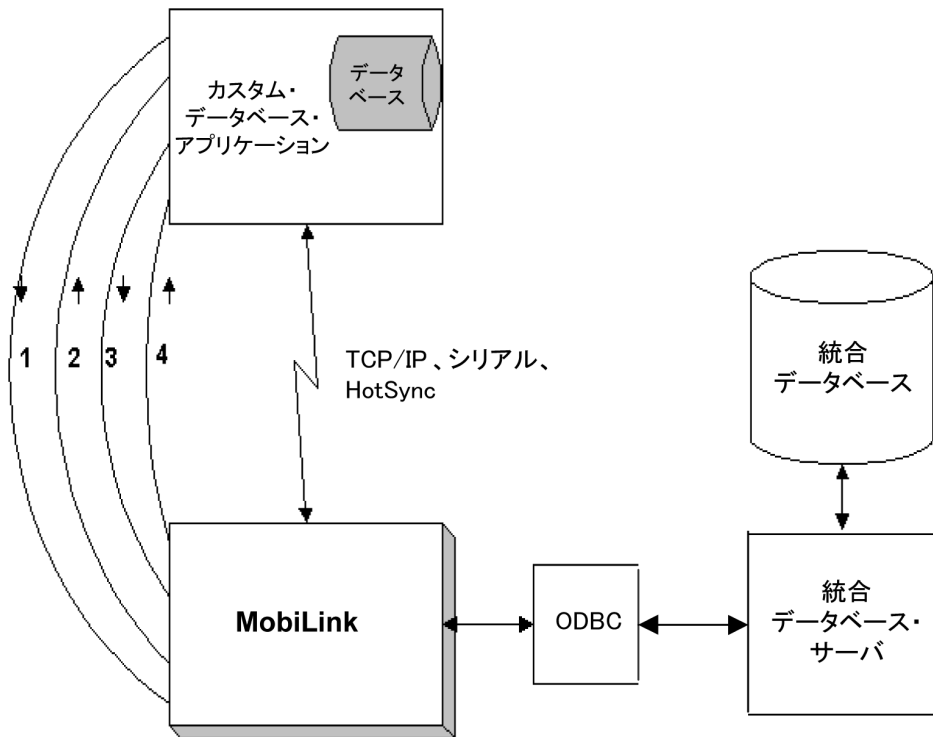 カスタム・
データベース・
アプリケーション
データ
ベース
1 2 3 4
TCP/IP、シリアル、
HotSync
統合
データベース
MobiLink
ODBC
統合
データベース・
サーバ